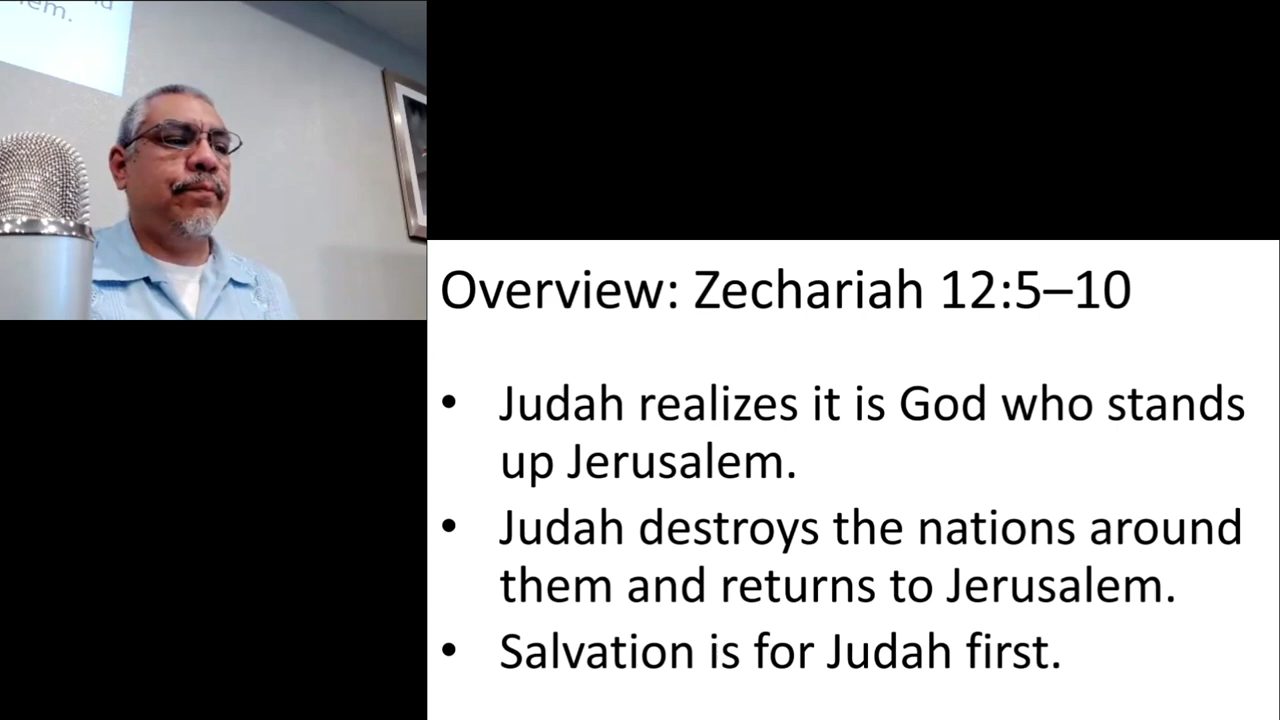 em.
Overview: Zechariah 12:5–10
• Judah realizes it is God who stands
up Jerusalem.
• Judah destroys the nations around
them and returns to Jerusalem.
• Salvation is for Judah first.